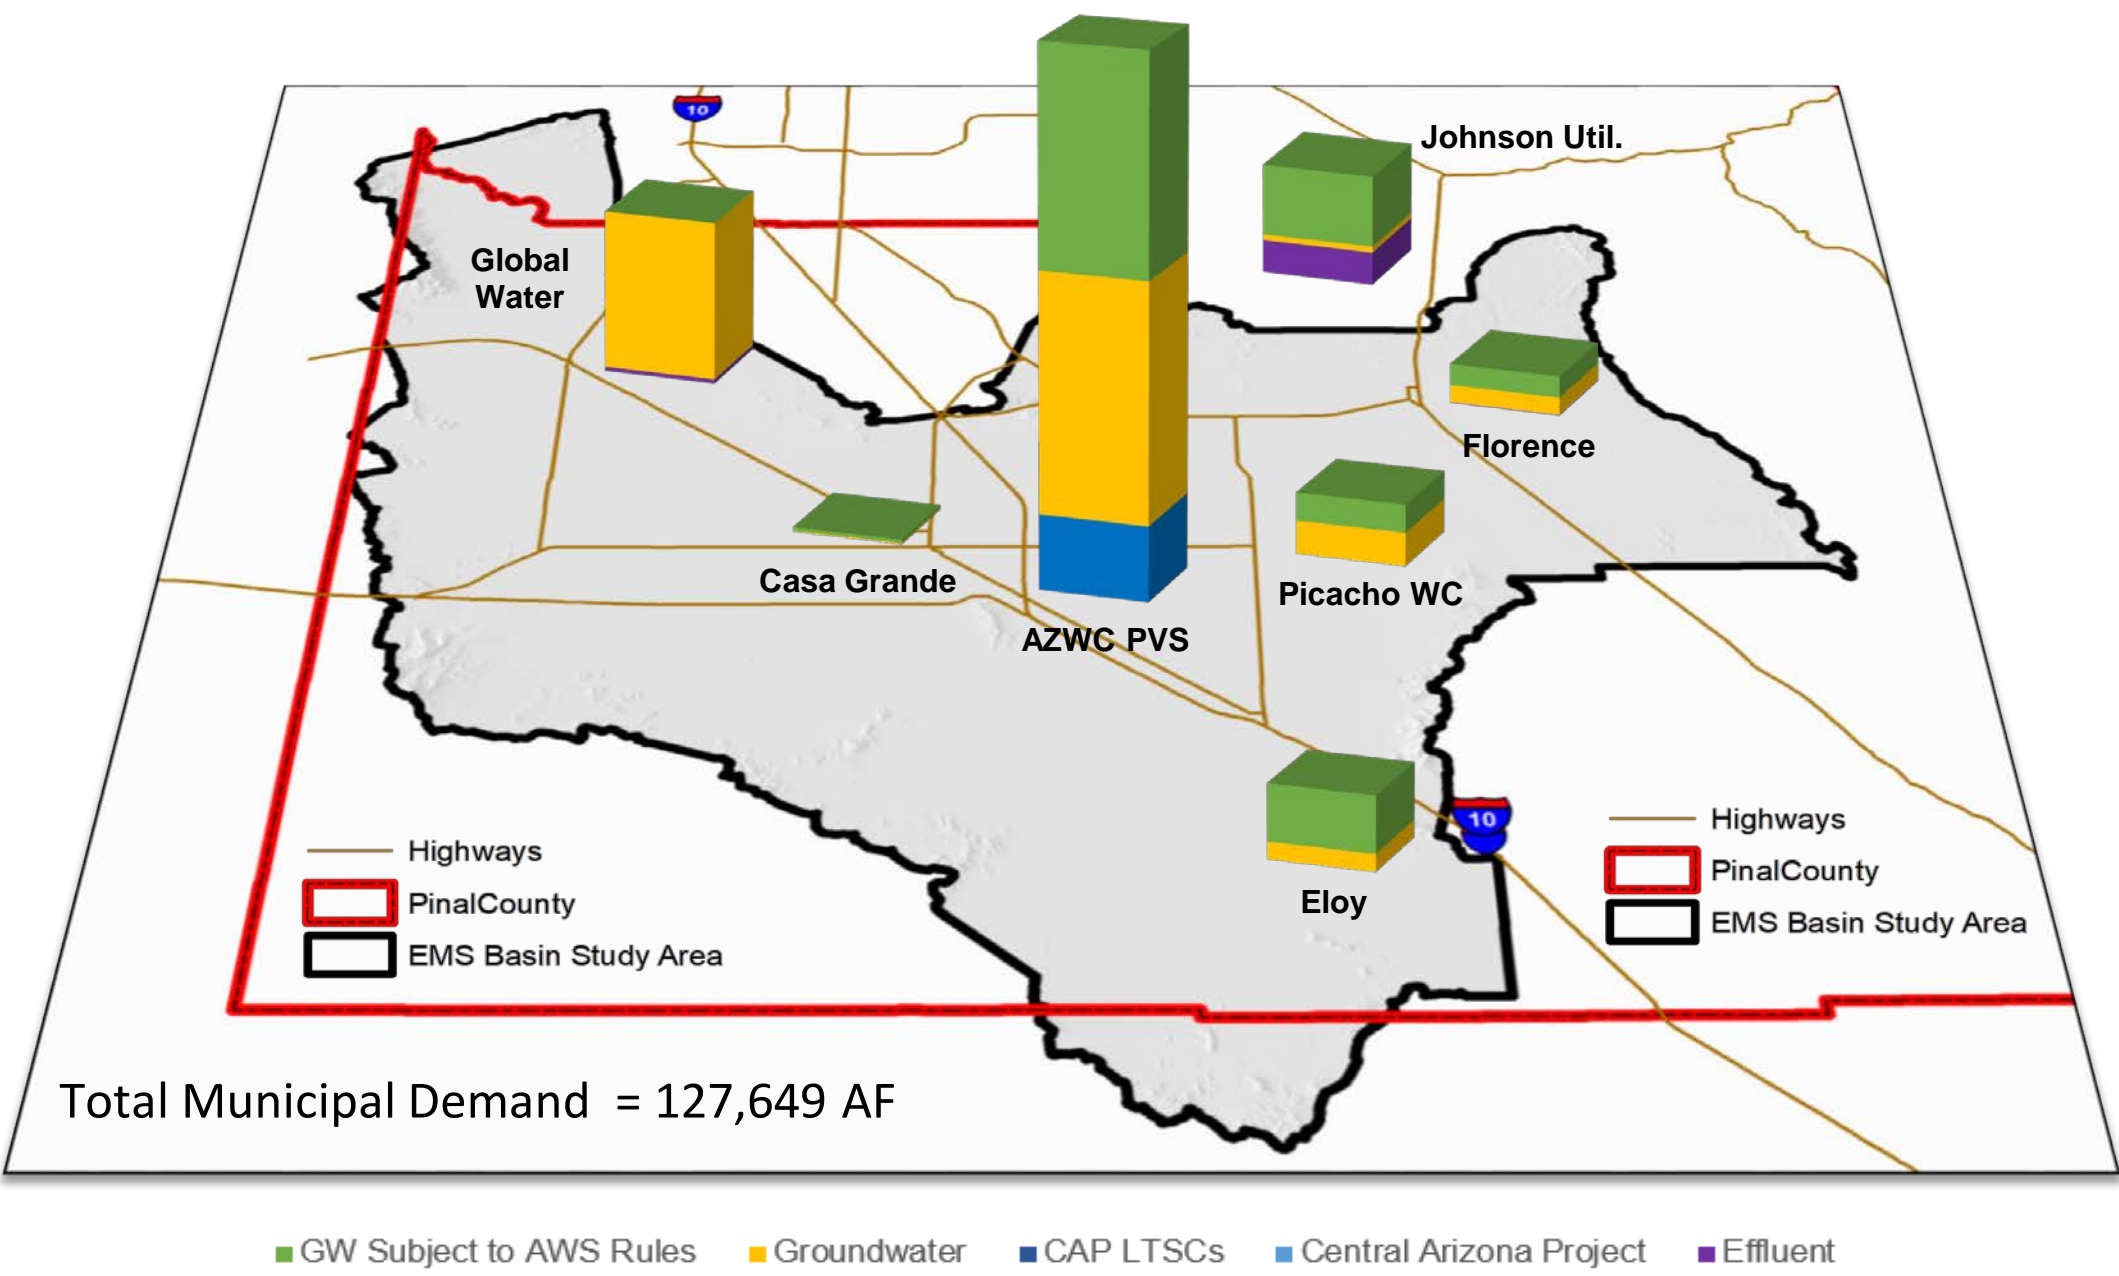 10
Johnson Util.
Global
Water
Florence
Casa Grande
Picacho WC
AZWC PVS
10
Eloy
Highways
PinalCounty
EMS Basin Study Area
Highways
PinalCounty
EMS Basin Study Area
Total Municipal Demand = 127,649 AF
GW Subject to AWS Rules Groundwater CAP LTSCs Central Arizona Project Effluent